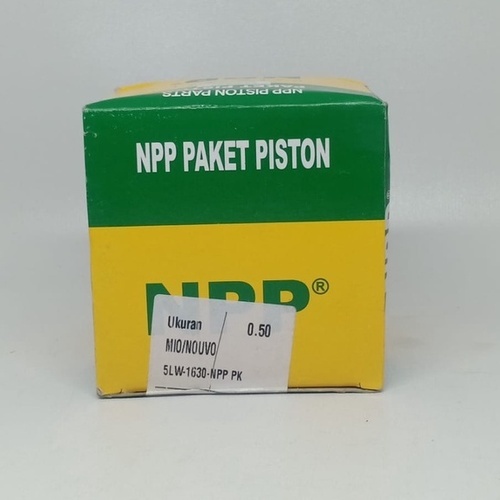 NPP PISTON PARTS
NPP PAKET PISTON
NPP®
Ukuran 0.50
MIO/NOUVO
5LW-1630-NPP PK